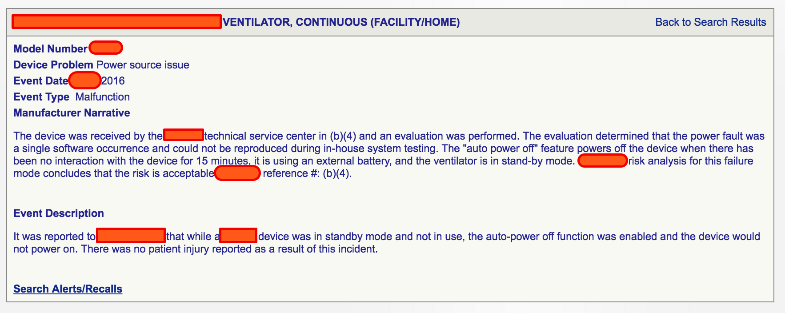 VENTILATOR, CONTINUOUS (FACILITY/HOME) Back to Search Results
Model Number
Device Problem Power source issue
Event Date 2016
Event Type Malfunction
Manufacturer Narrative
The device was received by the technical service center in (b)(4) and an evaluation was performed. The evaluation determined that the power fault was
a single software occurrence and could not be reproduced during in-house system testing. The "auto power off" feature powers off the device when there has
been no interaction with the device for 15 minutes, it is using an external battery, and the ventilator is in stand-by mode. risk analysis for this failure
mode concludes that the risk is acceptable reference #: (b)(4).
Event Description
It was reported to that while a device was in standby mode and not in use, the auto-power off function was enabled and the device would
not power on. There was no patient injury reported as a result of this incident.
Search Alerts/Recalls